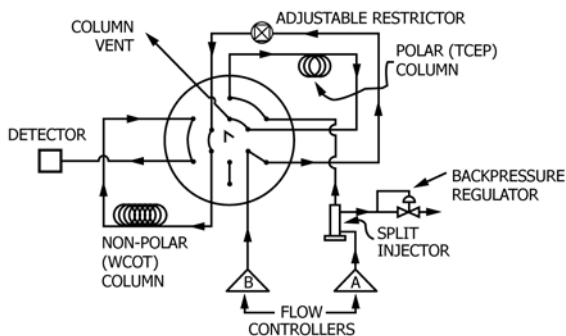 ADJUSTABLE RESTRICTOR
COLUMN
VENT
POLAR (TCEP)
COLUMN
DETECTOR
BACKPRESSURE
REGULATOR
NON-POLAR
(WCOT)
COLUMN
SPLIT
INJECTOR
B
A
FLOW
CONTROLLERS